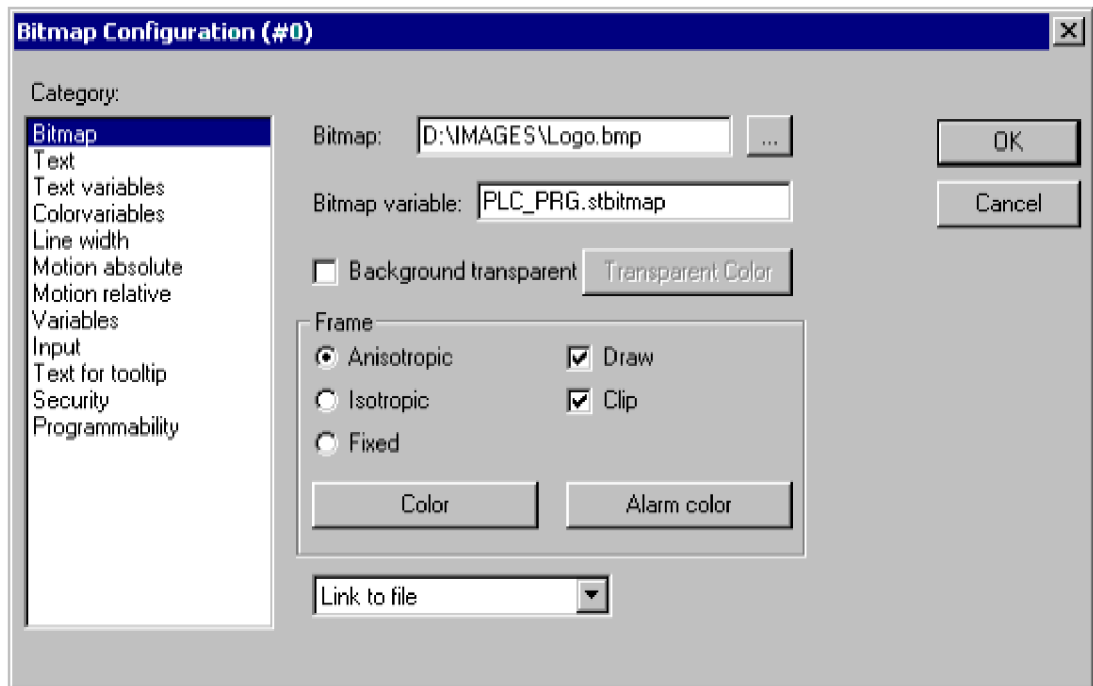 Bitmap Configuration (#0)
Category:
Bitmap
Text
Text variables
Colorvariables
Line width
Motion absolute
Motion relative
Variables
Input
Text for tooltip
Security
Programmability
Bitmap: D:\IMAGES\Logo.bmp ...
Bitmap variable: PLC_PRG.stbitmap
Background transparent Transparent Color
Frame
Anisotropic Draw
Isotropic Clip
Fixed
Color Alarm color
Link to file
OK
Cancel